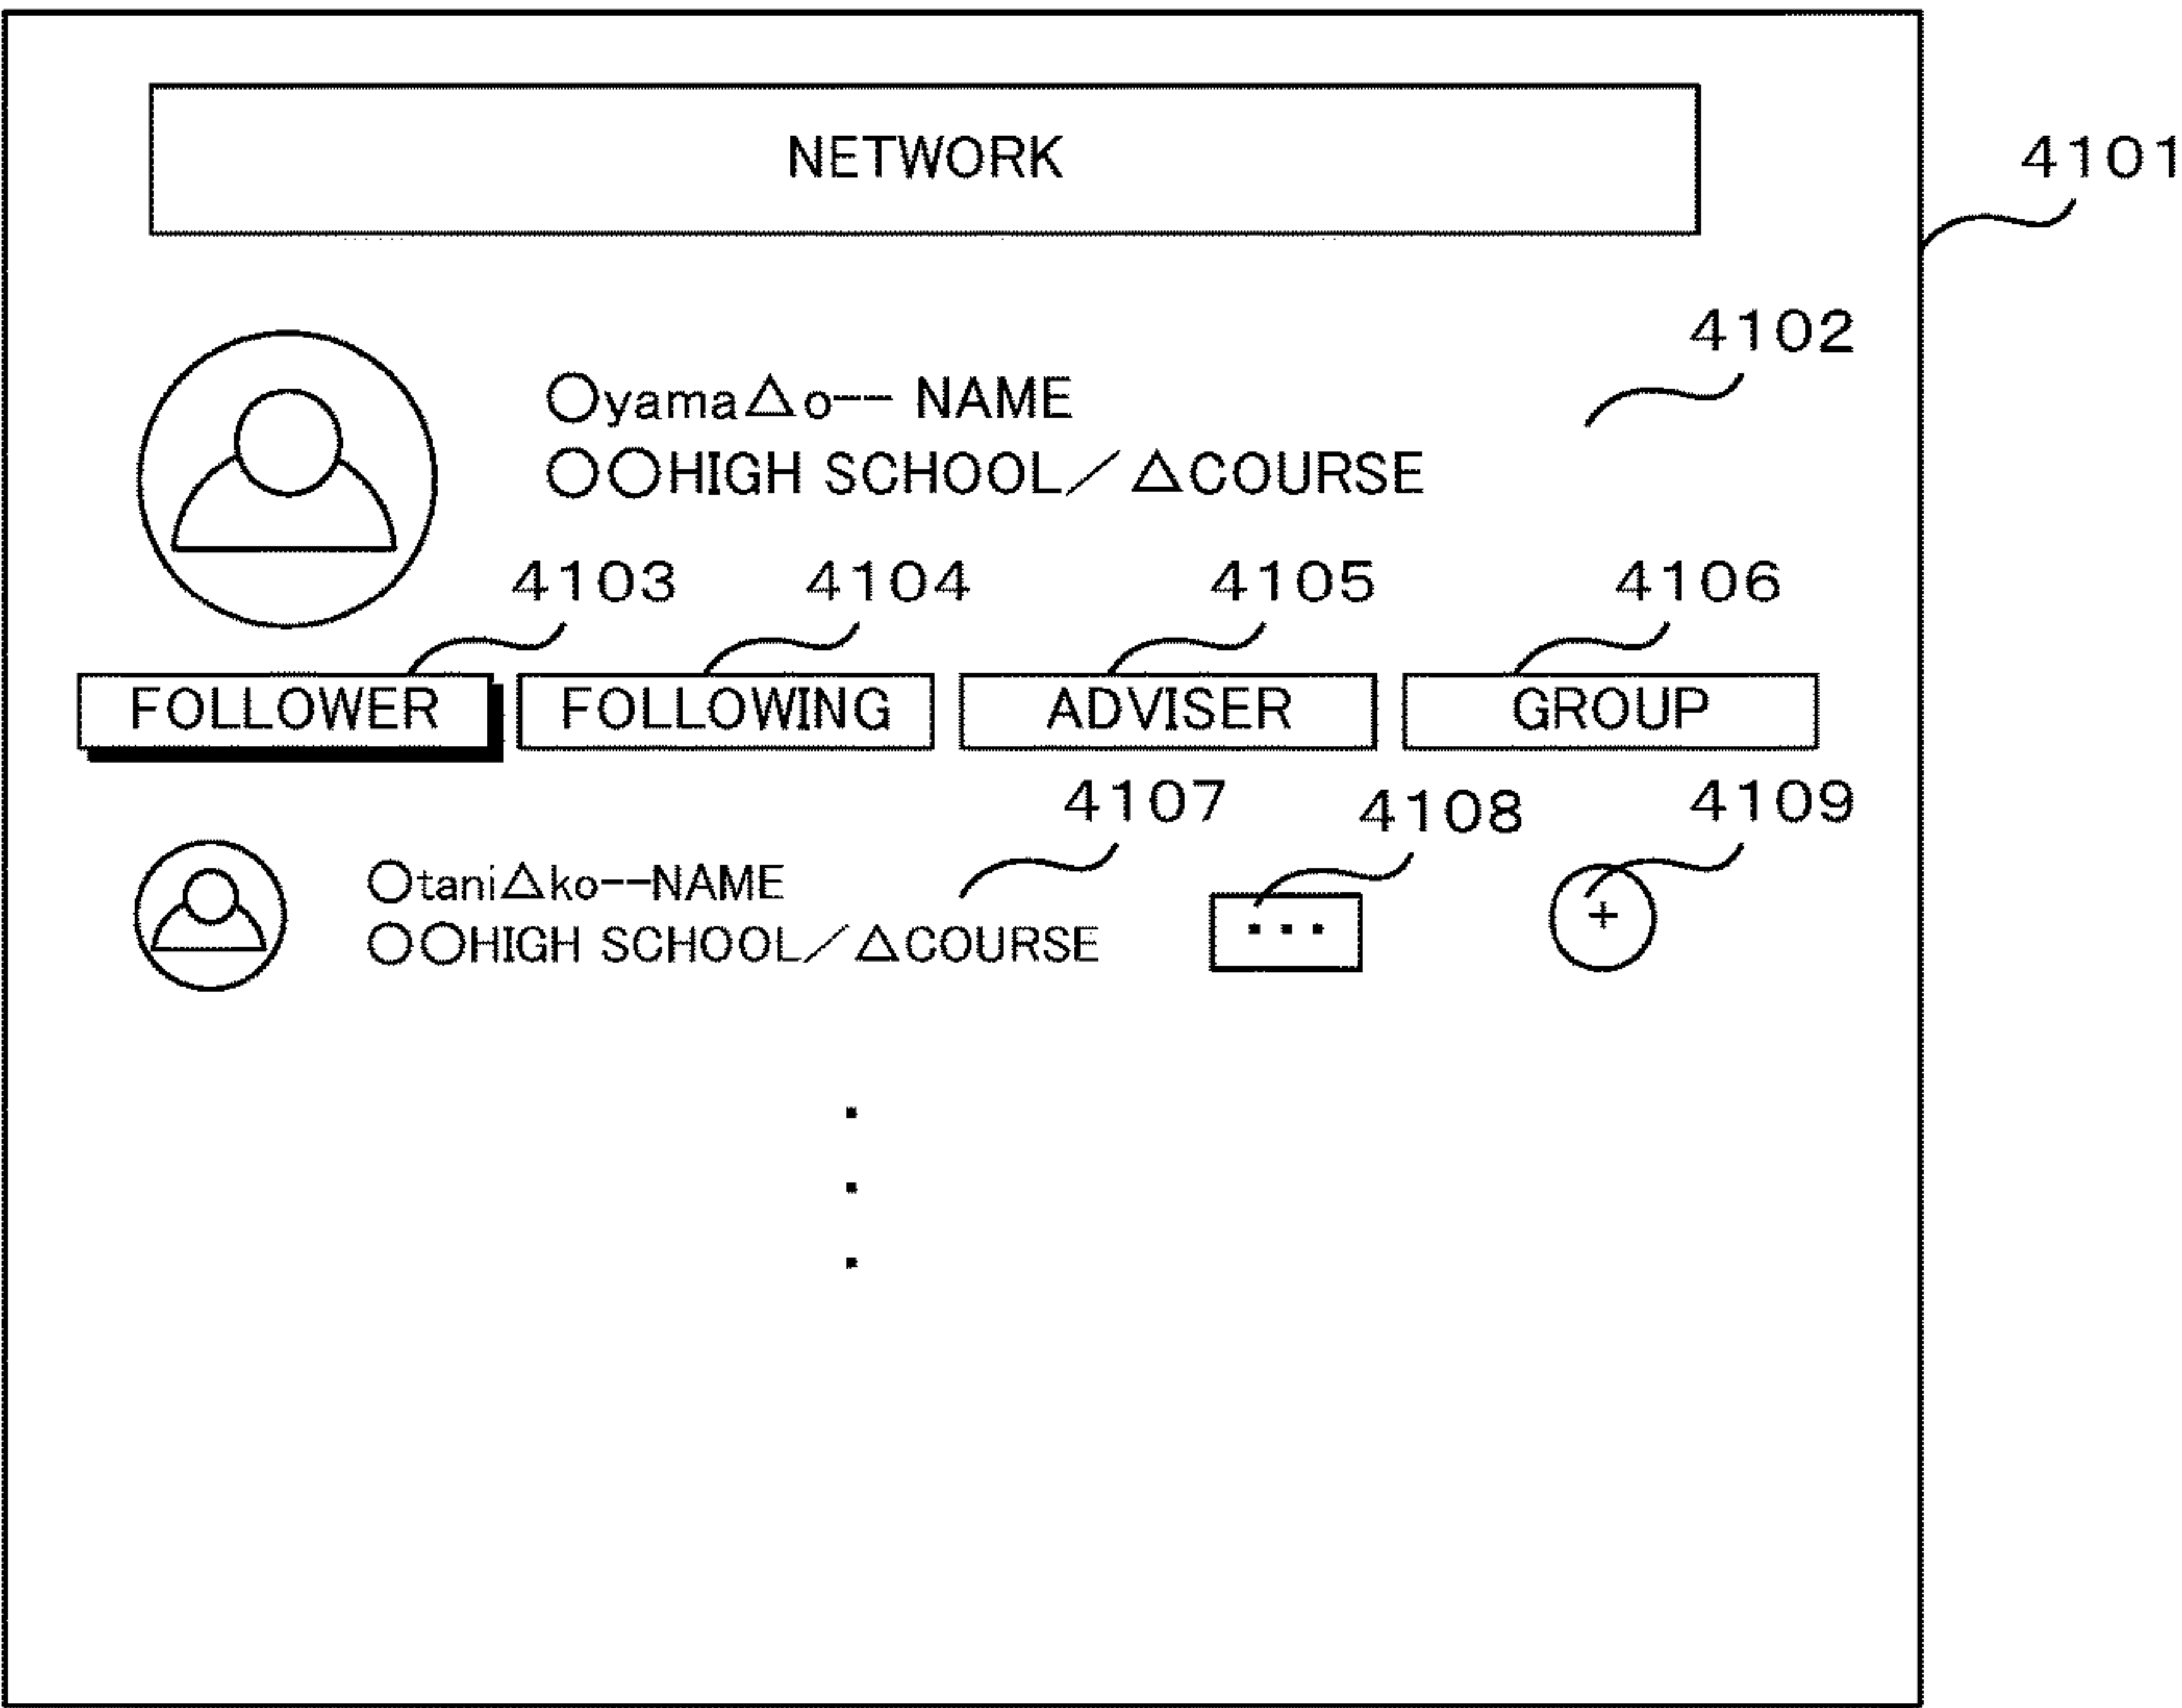 NETWORK
4101
4102
○yama△o-- NAME
○○HIGH SCHOOL／△COURSE
4103 4104 4105 4106
FOLLOWER FOLLOWING ADVISER GROUP
4107 4108 4109
○tani△ko--NAME
○○HIGH SCHOOL／△COURSE
...
+